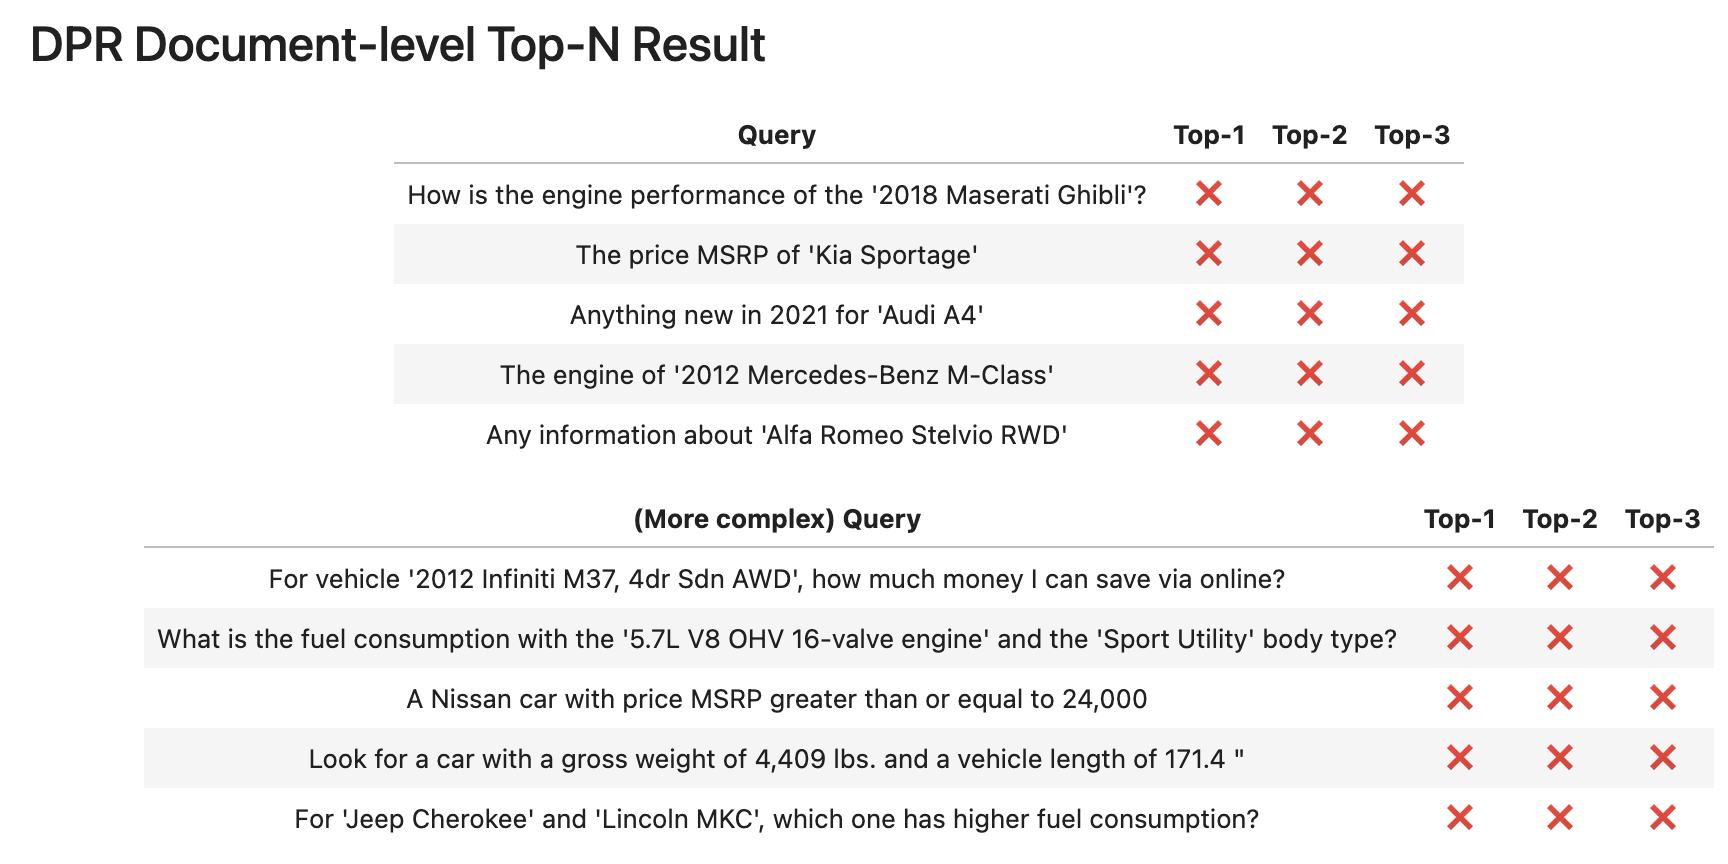 DPR Document-level Top-N Result
Query Top-1 Top-2 Top-3
How is the engine performance of the '2018 Maserati Ghibli'? ❌ ❌ ❌
The price MSRP of 'Kia Sportage' ❌ ❌ ❌
Anything new in 2021 for 'Audi A4' ❌ ❌ ❌
The engine of '2012 Mercedes-Benz M-Class' ❌ ❌ ❌
Any information about 'Alfa Romeo Stelvio RWD' ❌ ❌ ❌
(More complex) Query Top-1 Top-2 Top-3
For vehicle '2012 Infiniti M37, 4dr Sdn AWD', how much money I can save via online? ❌ ❌ ❌
What is the fuel consumption with the '5.7L V8 OHV 16-valve engine' and the 'Sport Utility' body type? ❌ ❌ ❌
A Nissan car with price MSRP greater than or equal to 24,000 ❌ ❌ ❌
Look for a car with a gross weight of 4,409 lbs. and a vehicle length of 171.4 " ❌ ❌ ❌
For 'Jeep Cherokee' and 'Lincoln MKC', which one has higher fuel consumption? ❌ ❌ ❌